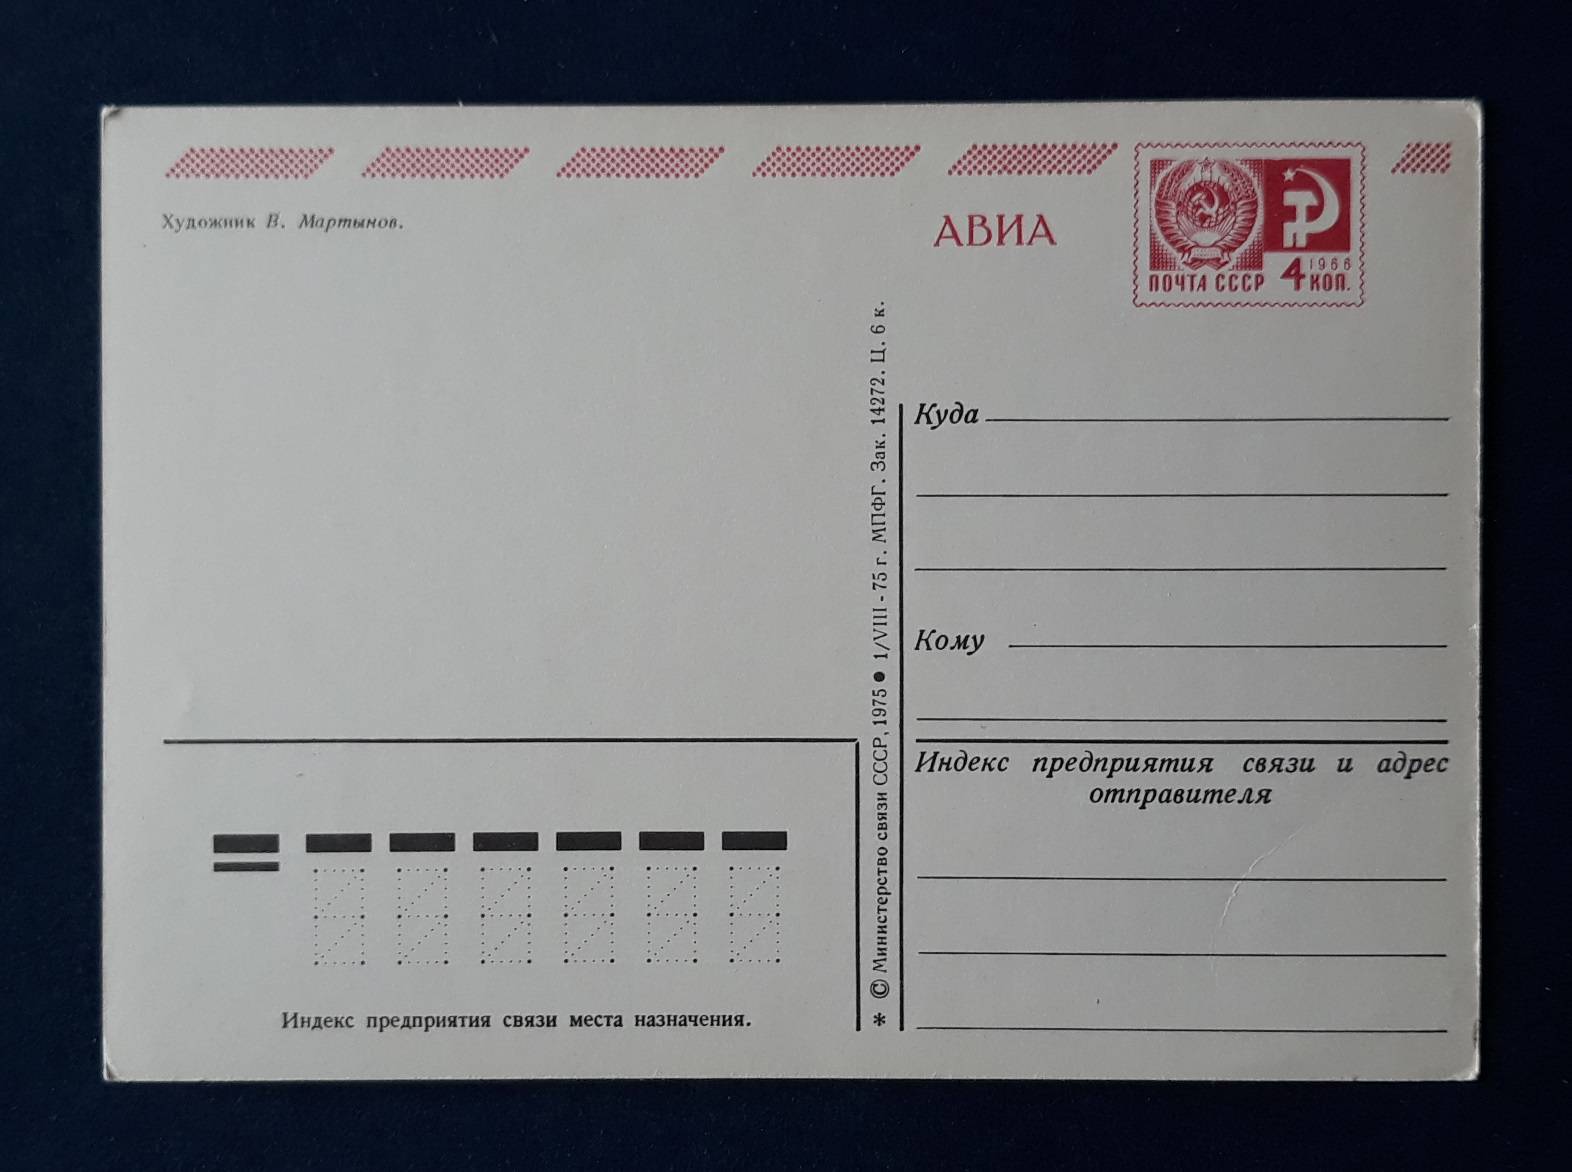 Художник В. Мартынов.
АВИА
1966
ПОЧТА СССР 4 КОП.
Куда
Кому
Индекс предприятия связи и адрес
отправителя
* © Министерство связи СССР, 1975 ● 1/VIII - 75 г. МПФГ. Зак. 14272. Ц. 6 к.
Индекс предприятия связи места назначения.